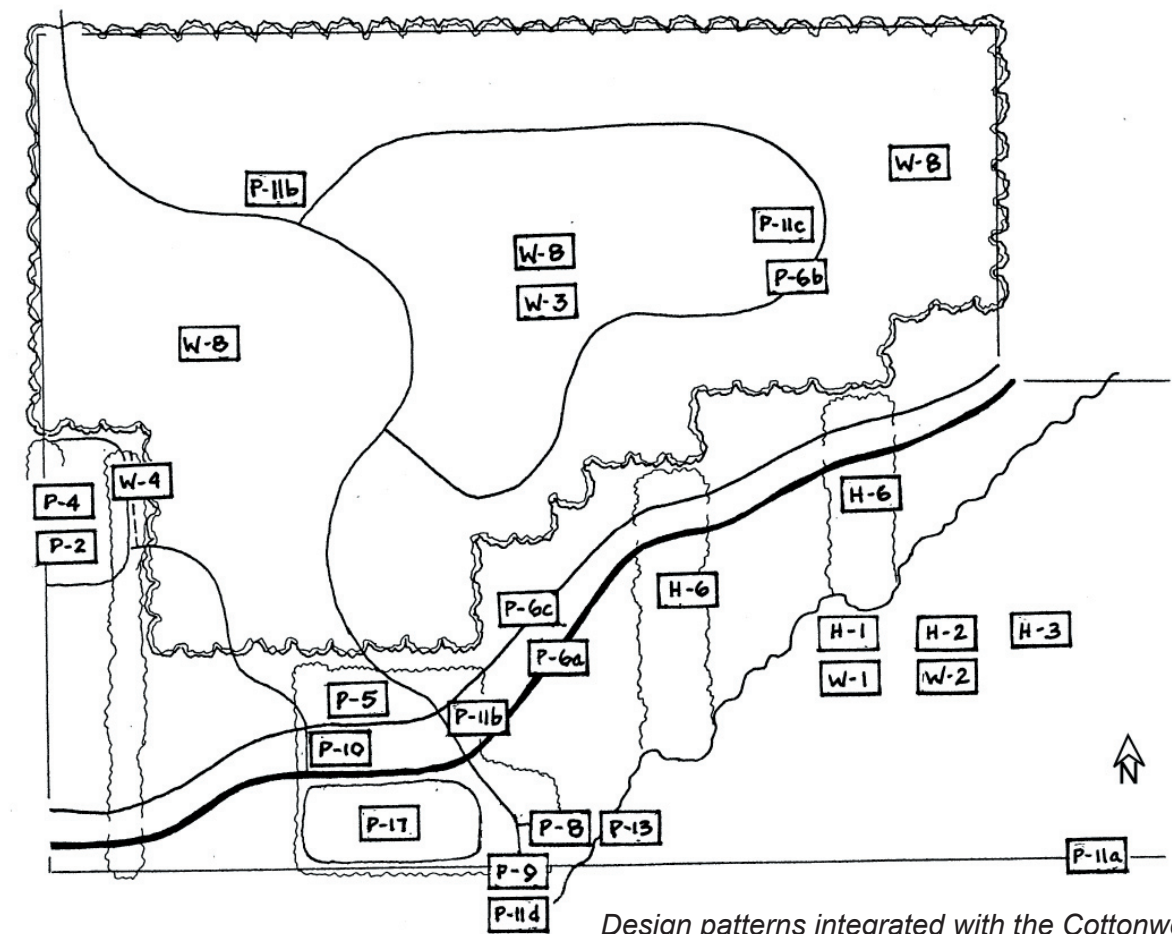 W-8
P-11b
P-11c
W-8
W-3
P-6b
W-8
W-4
P-4
P-2
H-6
H-6
P-6c
H-1 H-2 H-3
P-6a
W-1 W-2
P-5
P-11b
P-10
N
P-17
P-8 P-13
P-11a
P-9
P-11d
Design patterns integrated with the